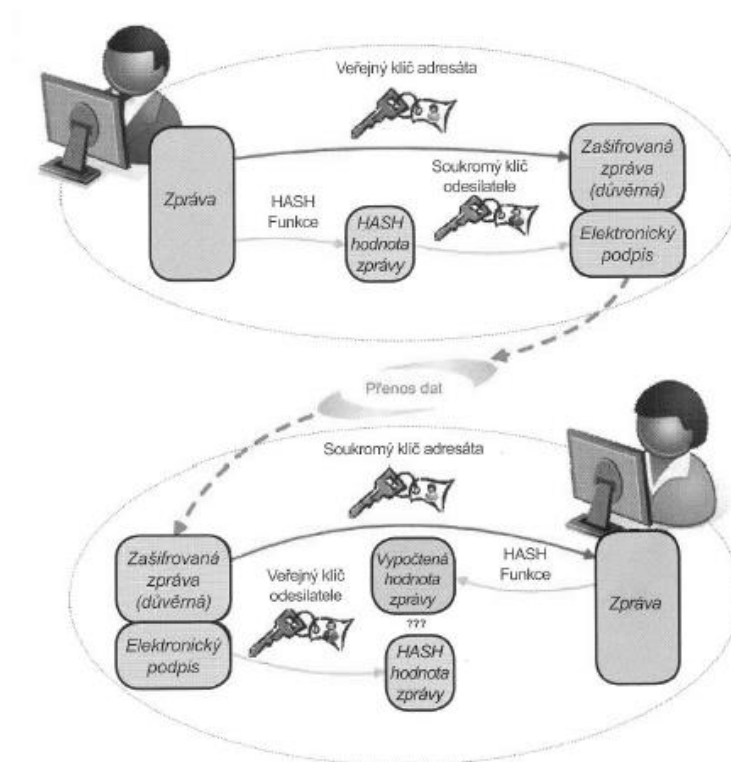 Veřejný klíč adresáta
Zašifrovaná
zpráva
(důvěrná)
Soukromý klíč
odesilatele
Zpráva
HASH
Funkce
HASH
hodnota
zprávy
Elektronický
podpis
Přenos dat
Soukromý klíč adresáta
Zašifrovaná
zpráva
(důvěrná)
Veřejný klíč
odesilatele
Vypočtená
hodnota
zprávy
HASH
Funkce
???
Zpráva
Elektronický
podpis
HASH
hodnota
zprávy